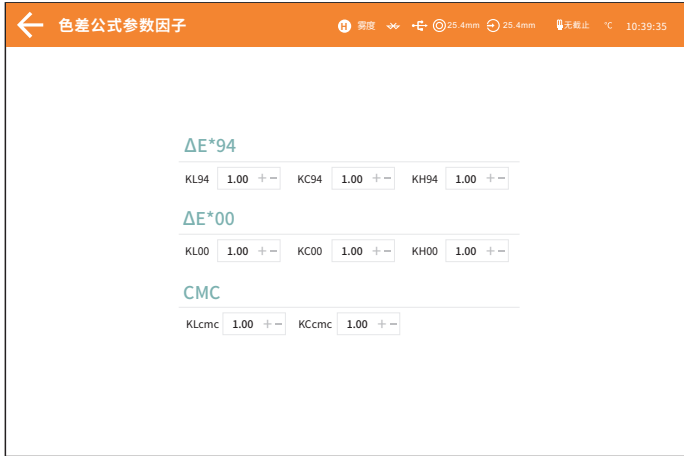 色差公式参数因子 H 雾度 25.4mm 25.4mm 无截止 °C 10:39:35
ΔE*94
KL94 1.00 +- KC94 1.00 +- KH94 1.00 +-
ΔE*00
KL00 1.00 +- KC00 1.00 +- KH00 1.00 +-
CMC
KLcmc 1.00 +- KCcmc 1.00 +-